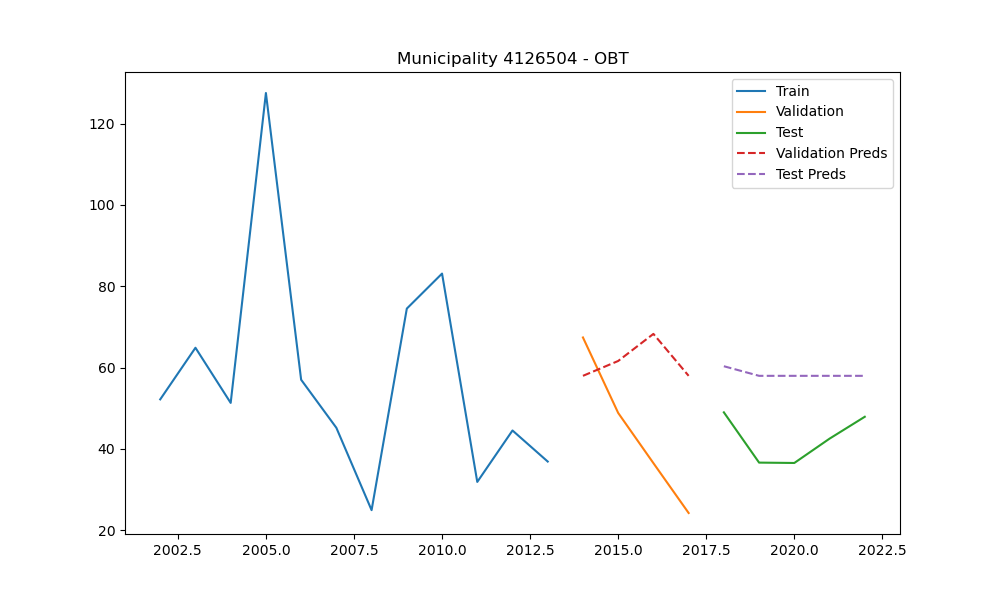 Municipality 4126504 - OBT
Train
Validation
Test
Validation Preds
Test Preds
120
100
80
60
40
20
2002.5 2005.0 2007.5 2010.0 2012.5 2015.0 2017.5 2020.0 2022.5